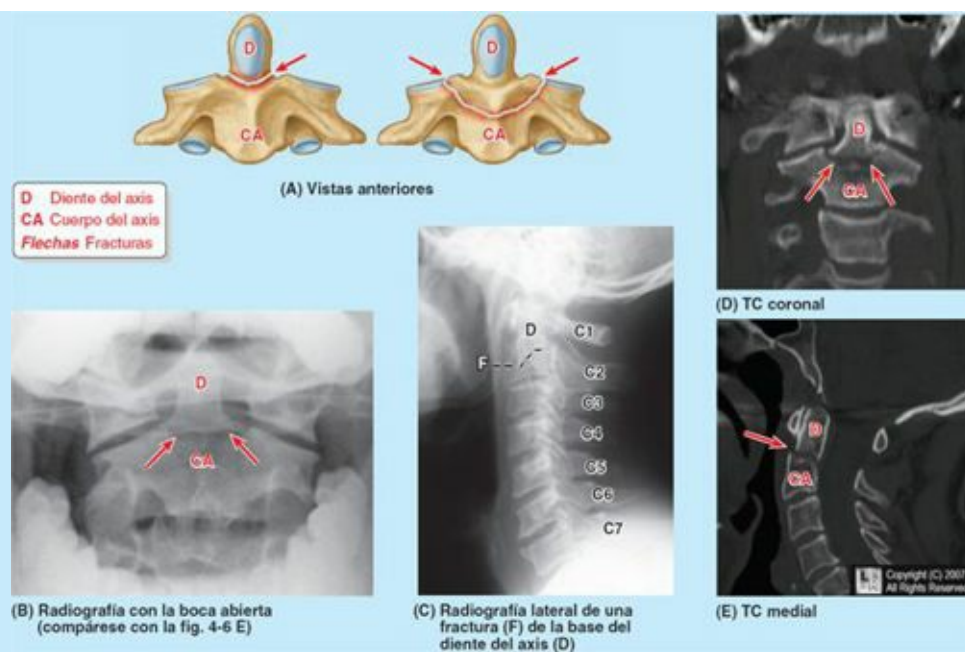 D
D
CA
CA
(A) Vistas anteriores
D Diente del axis
CA Cuerpo del axis
Flechas Fracturas
D
CA
(D) TC coronal
D
CA
(B) Radiografía con la boca abierta
(compárese con la fig. 4-6 E)
D
F
C1
C2
C3
C4
C5
C6
C7
(C) Radiografía lateral de una
fractura (F) de la base del
diente del axis (D)
D
CA
Copyright (C) 2007
All Rights Reserve
(E) TC medial